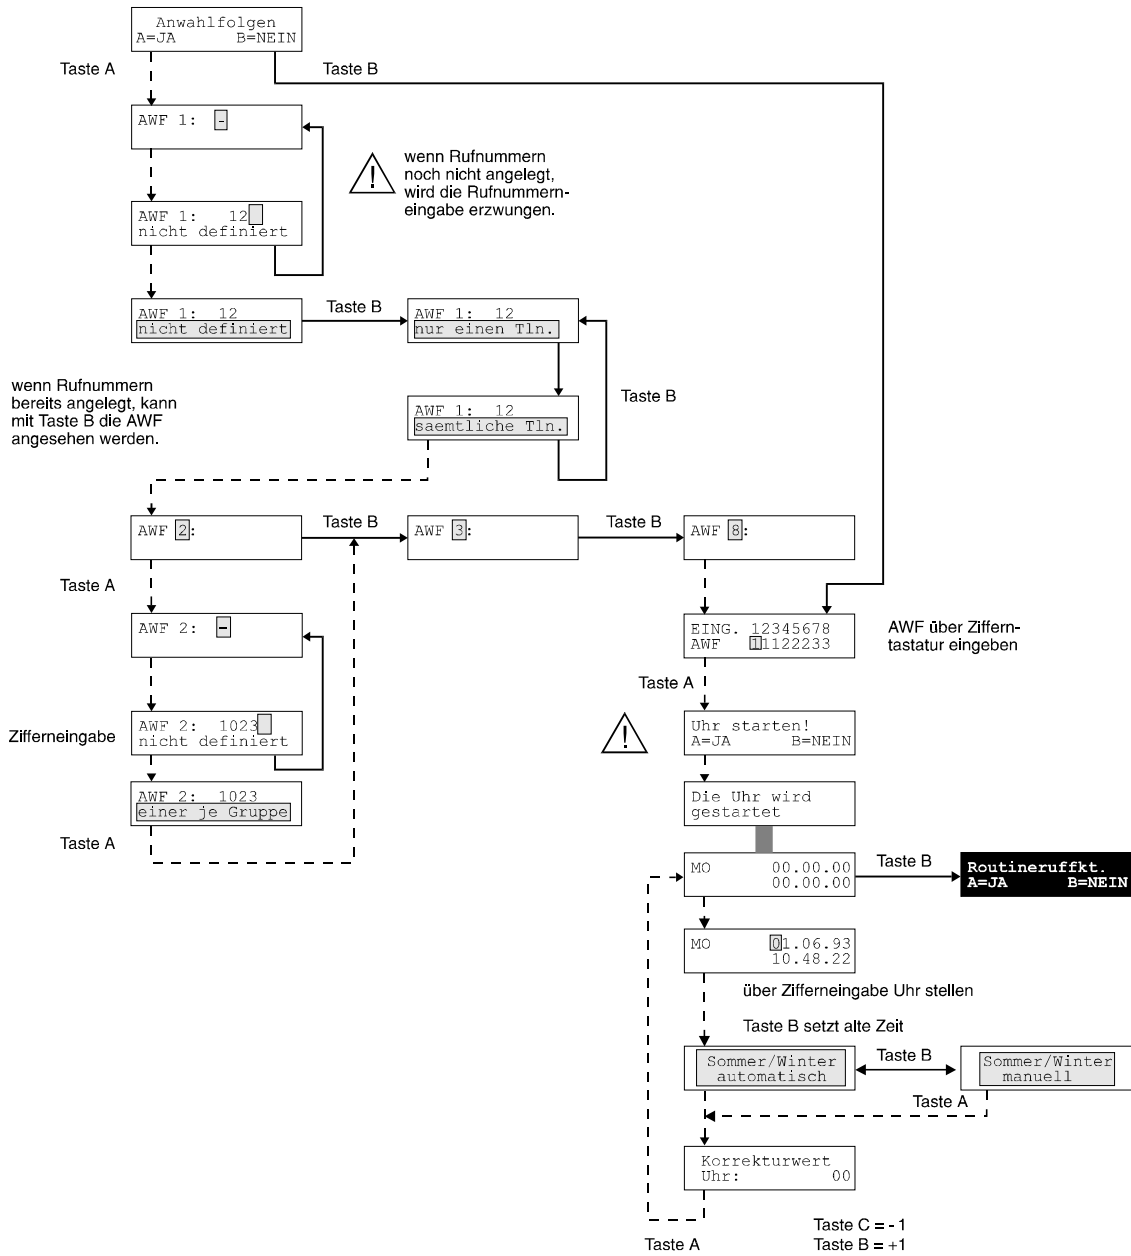 Anwahlfolgen
A=JA B=NEIN
Taste A
Taste B
AWF 1: -
wenn Rufnummern
noch nicht angelegt,
wird die Rufnummern-
eingabe erzwungen.
!
AWF 1: 12
nicht definiert
AWF 1: 12
nicht definiert
Taste B
AWF 1: 12
nur einen Tln.
Taste B
wenn Rufnummern
bereits angelegt, kann
mit Taste B die AWF
angesehen werden.
AWF 1: 12
saemtliche Tln.
AWF 2:
Taste B
AWF 3:
Taste B
AWF 8:
Taste A
AWF 2: -
EING. 12345678
AWF 11122233
AWF über Ziffern-
tastatur eingeben
Taste A
Zifferneingabe
AWF 2: 1023
nicht definiert
!
Uhr starten!
A=JA B=NEIN
AWF 2: 1023
einer je Gruppe
Taste A
Die Uhr wird
gestartet
MO 00.00.00
00.00.00
Taste B
Routineruffkt.
A=JA B=NEIN
MO 01.06.93
10.48.22
über Zifferneingabe Uhr stellen
Taste B setzt alte Zeit
Sommer/Winter
automatisch
Taste B
Sommer/Winter
manuell
Taste A
Korrekturwert
Uhr: 00
Taste A
Taste C = - 1
Taste B = +1